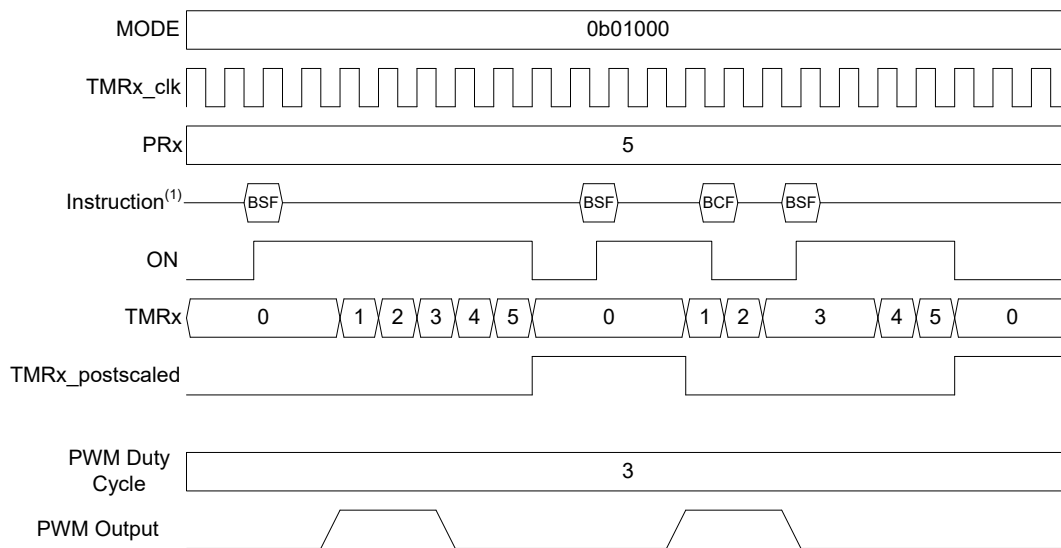 MODE 0b01000
TMRx_clk
PRx 5
Instruction(1) BSF BSF BCF BSF
ON
TMRx 0 1 2 3 4 5 0 1 2 3 4 5 0
TMRx_postscaled
PWM Duty
Cycle 3
PWM Output